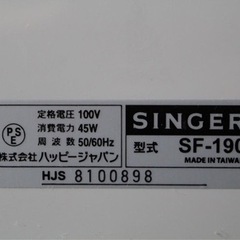 P
S E
定格電圧 100V
消費電力 45W
周波数 50/60Hz
株式会社 ハッピージャパン
SINGER
型式 SF-190
MADE IN TAIWAN
HJS 8100898